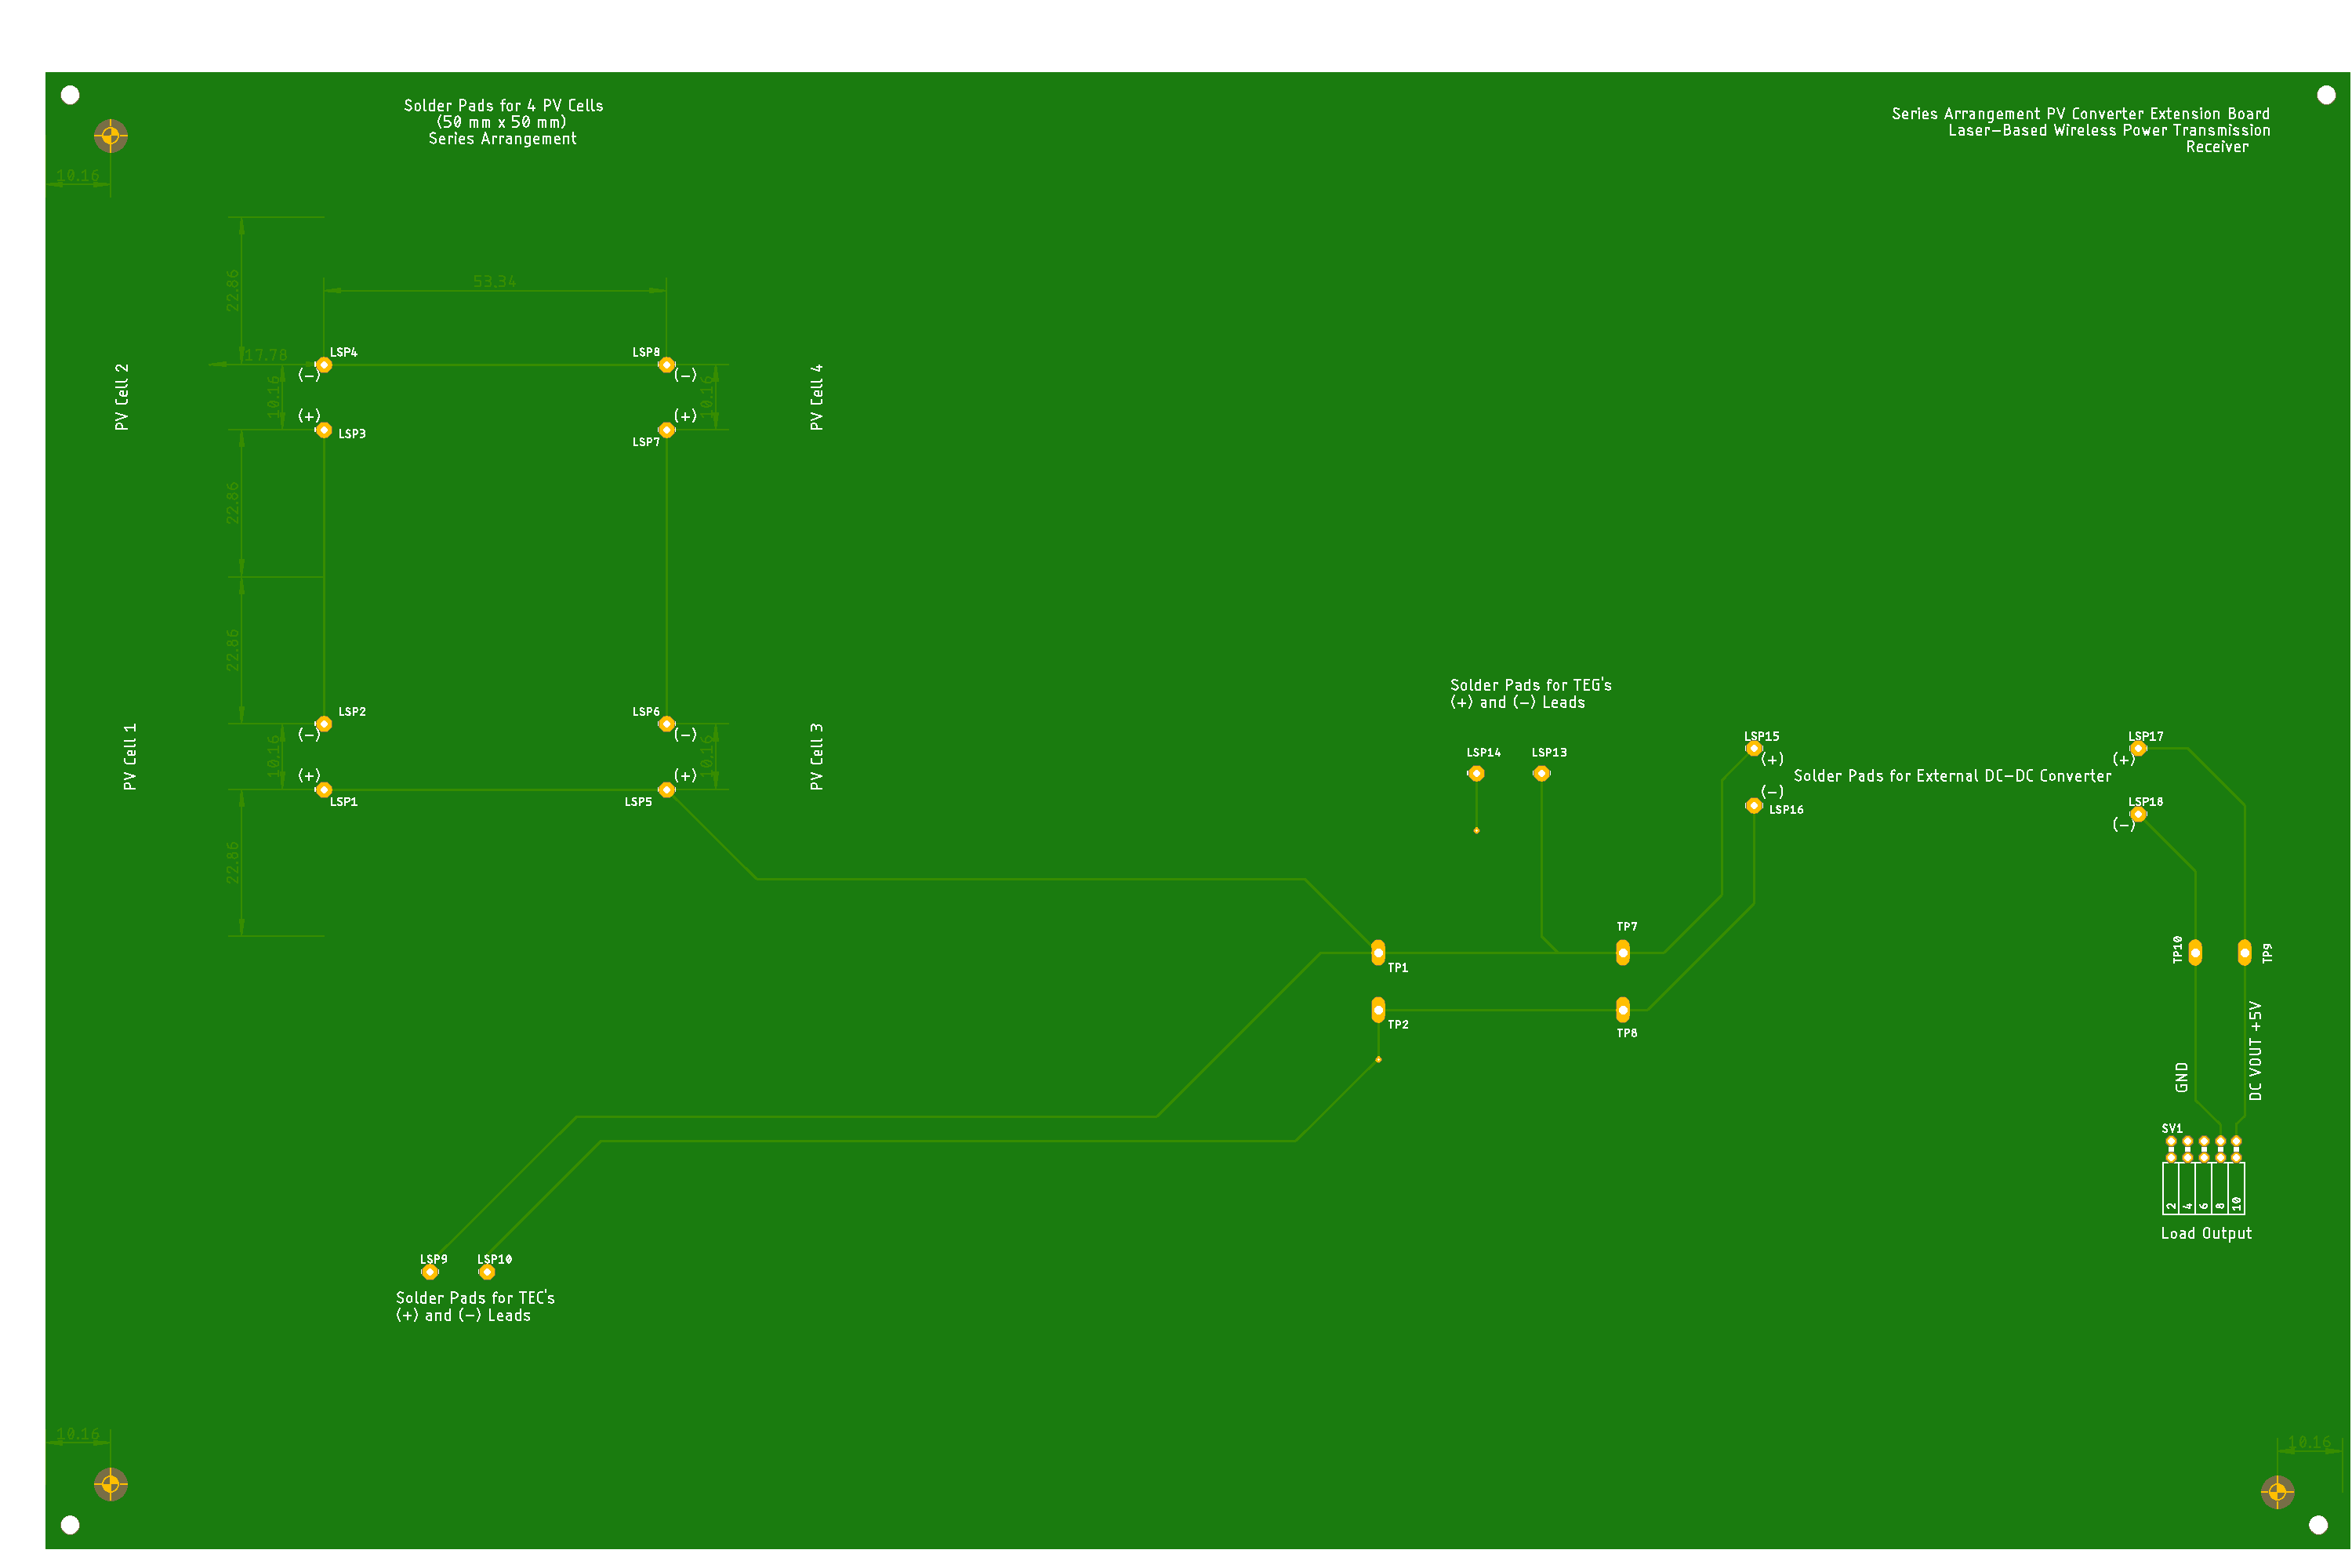 Solder Pads for 4 PV Cells
(50 mm x 50 mm)
Series Arrangement
Series Arrangement PV Converter Extension Board
Laser-Based Wireless Power Transmission
Receiver
10.16
22.86
53.34
17.78
LSP4
LSP8
(-)
(-)
10.16
10.16
PV Cell 2
PV Cell 4
(+)
(+)
LSP3
LSP7
22.86
22.86
Solder Pads for TEG's
(+) and (-) Leads
LSP2
LSP6
(-)
(-)
10.16
10.16
PV Cell 1
PV Cell 3
(+)
(+)
LSP1
LSP5
LSP14
LSP13
LSP15
(+)
LSP17
(+)
Solder Pads for External DC-DC Converter
(-)
LSP16
LSP18
(-)
22.86
TP7
TP1
TP10
TP9
TP2
TP8
GND
DC VOUT +5V
SV1
2
4
6
8
10
Load Output
LSP9
LSP10
Solder Pads for TEC's
(+) and (-) Leads
10.16
10.16